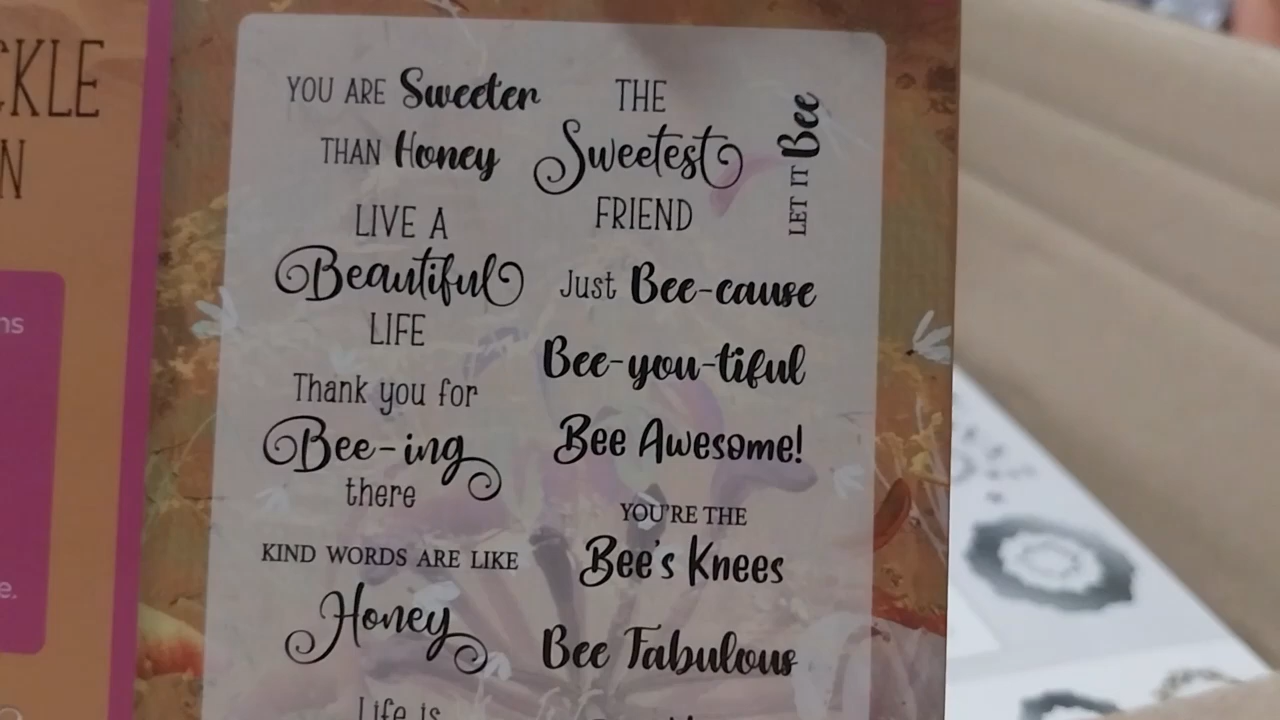 YOU ARE Sweeter
THAN Honey
LIVE A
Beautiful
LIFE
Thank you for
Bee-ing
there
KIND WORDS ARE LIKE
Honey
Life is
THE
Sweetest
FRIEND
LET IT Bee
Just Bee-cause
Bee-you-tiful
Bee Awesome!
YOU'RE THE
Bee's Knees
Bee Fabulous